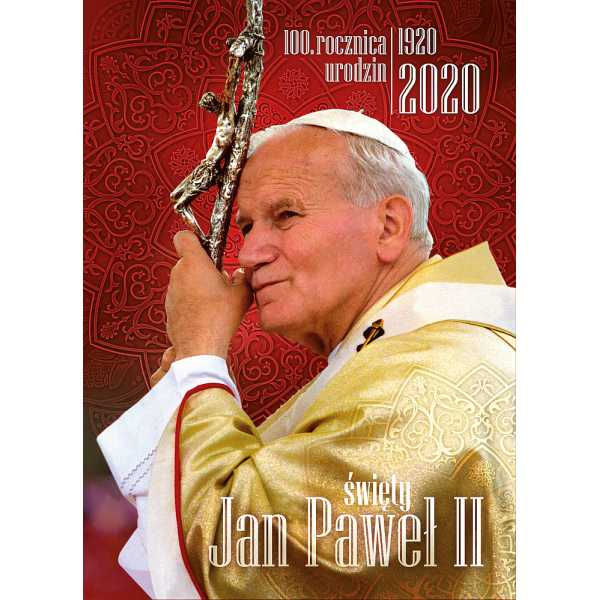 100.rocznica 1920
urodzin 2020
święty
Jan Paweł II